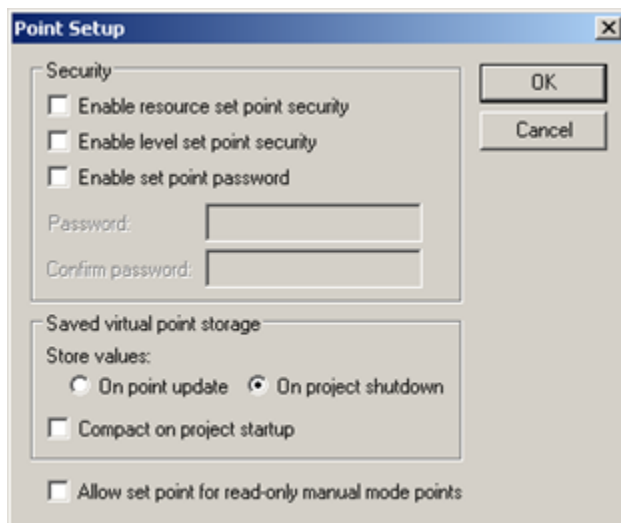 Point Setup
Security
Enable resource set point security
Enable level set point security
Enable set point password
Password:
Confirm password:
OK
Cancel
Saved virtual point storage
Store values:
On point update On project shutdown
Compact on project startup
Allow set point for read-only manual mode points